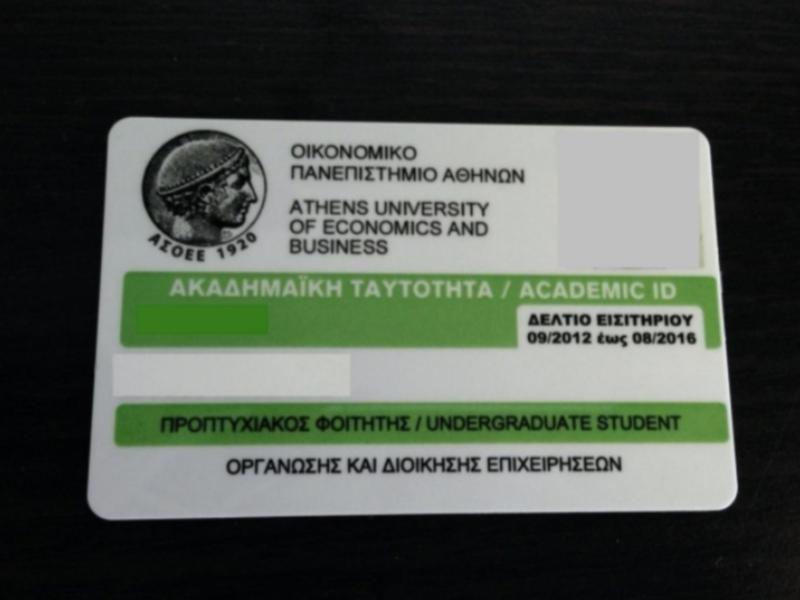 ΟΙΚΟΝΟΜΙΚΟ
ΠΑΝΕΠΙΣΤΗΜΙΟ ΑΘΗΝΩΝ
ATHENS UNIVERSITY
OF ECONOMICS AND
BUSINESS
ΑΣΟΕΕ 1920
ΑΚΑΔΗΜΑΪΚΗ ΤΑΥΤΟΤΗΤΑ / ACADEMIC ID
ΔΕΛΤΙΟ ΕΙΣΙΤΗΡΙΟΥ
09/2012 έως 08/2016
ΠΡΟΠΤΥΧΙΑΚΟΣ ΦΟΙΤΗΤΗΣ / UNDERGRADUATE STUDENT
ΟΡΓΑΝΩΣΗΣ ΚΑΙ ΔΙΟΙΚΗΣΗΣ ΕΠΙΧΕΙΡΗΣΕΩΝ